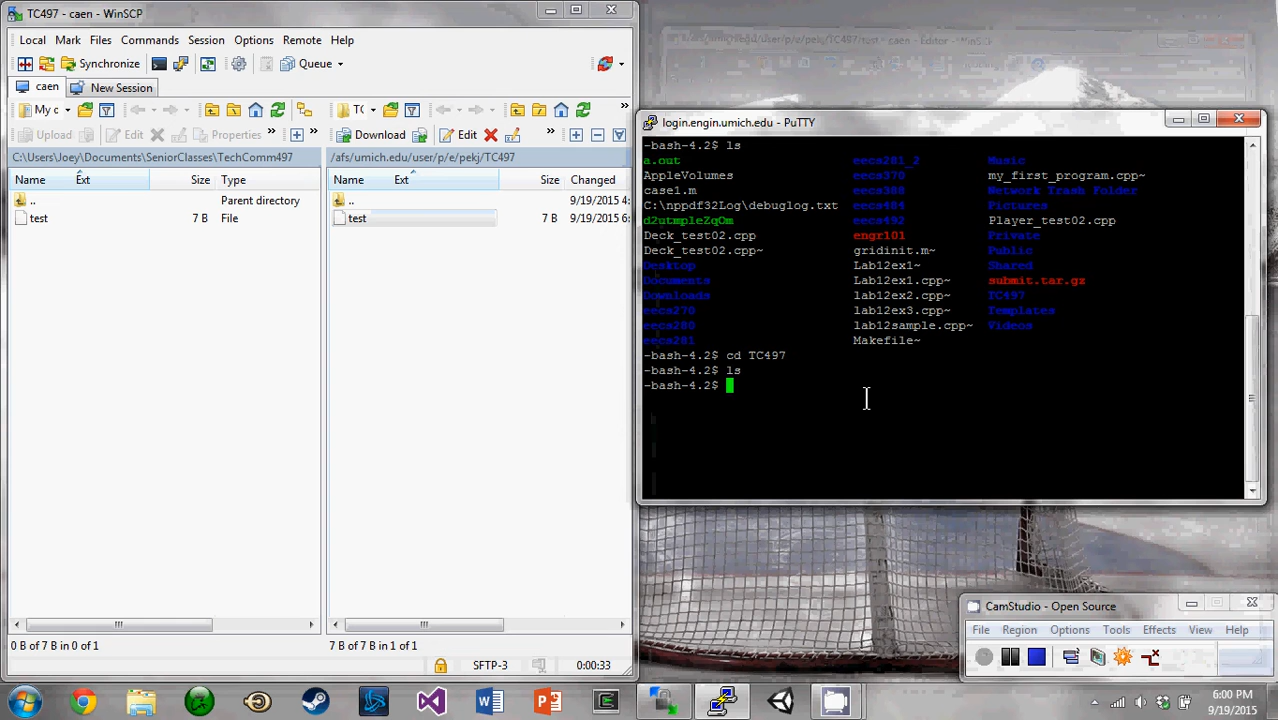 TC497 - caen - WinSCP
Local Mark Files Commands Session Options Remote Help
Synchronize Queue
caen New Session
My c TC
Upload Edit Properties » Download Edit »
C:\Users\Joey\Documents\SeniorClasses\TechComm497 /afs/umich.edu/user/p/e/pekj/TC497
Name Ext Size Type Name Ext Size Changed
.. Parent directory .. 9/19/2015 4:
test 7 B File test 7 B 9/19/2015 6:
0 B of 7 B in 0 of 1 7 B of 7 B in 1 of 1
SFTP-3 0:00:33
login.engin.umich.edu - PuTTY
-bash-4.2$ ls
a.out eecs281_2 Music
AppleVolumes eecs370 my_first_program.cpp~
case1.m eecs388 Network Trash Folder
C:\nppdf32Log\debuglog.txt eecs484 Pictures
d2utmpleZqOm eecs492 Player_test02.cpp
Deck_test02.cpp engr101 Private
Deck_test02.cpp~ gridinit.m~ Public
Desktop Lab12ex1~ Shared
Documents Lab12ex1.cpp~ submit.tar.gz
Downloads lab12ex2.cpp~ TC497
eecs270 lab12ex3.cpp~ Templates
eecs280 lab12sample.cpp~ Videos
eecs281 Makefile~
-bash-4.2$ cd TC497
-bash-4.2$ ls
-bash-4.2$
CamStudio - Open Source
File Region Options Tools Effects View Help
6:00 PM
9/19/2015